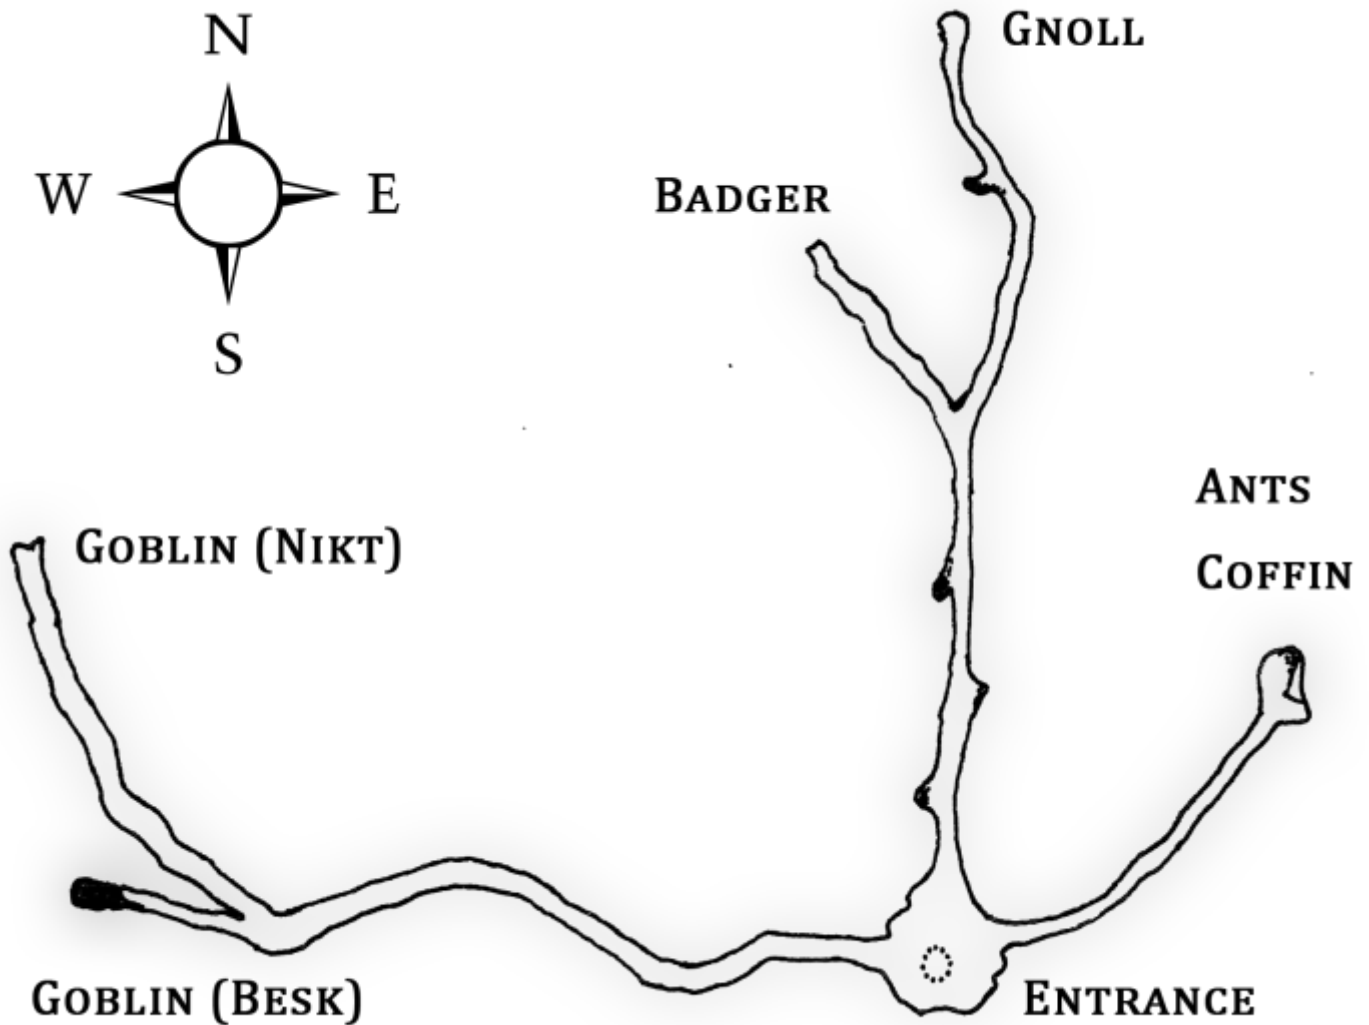 N
W E
S
GNOLL
BADGER
ANTS
COFFIN
GOBLIN (NIKT)
GOBLIN (BESK)
ENTRANCE